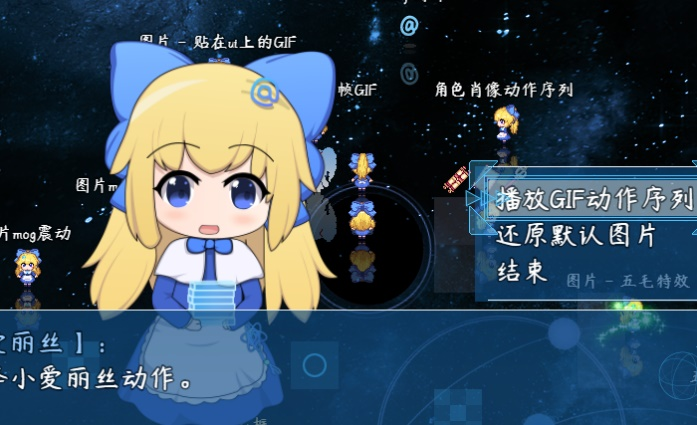 图片 - 贴在ui上的GIF
帧GIF
角色肖像动作序列
图片m
片mog震动
播放GIF动作序列
还原默认图片
结束
图片 - 五毛特效
丽丝】：
小爱丽丝动作。